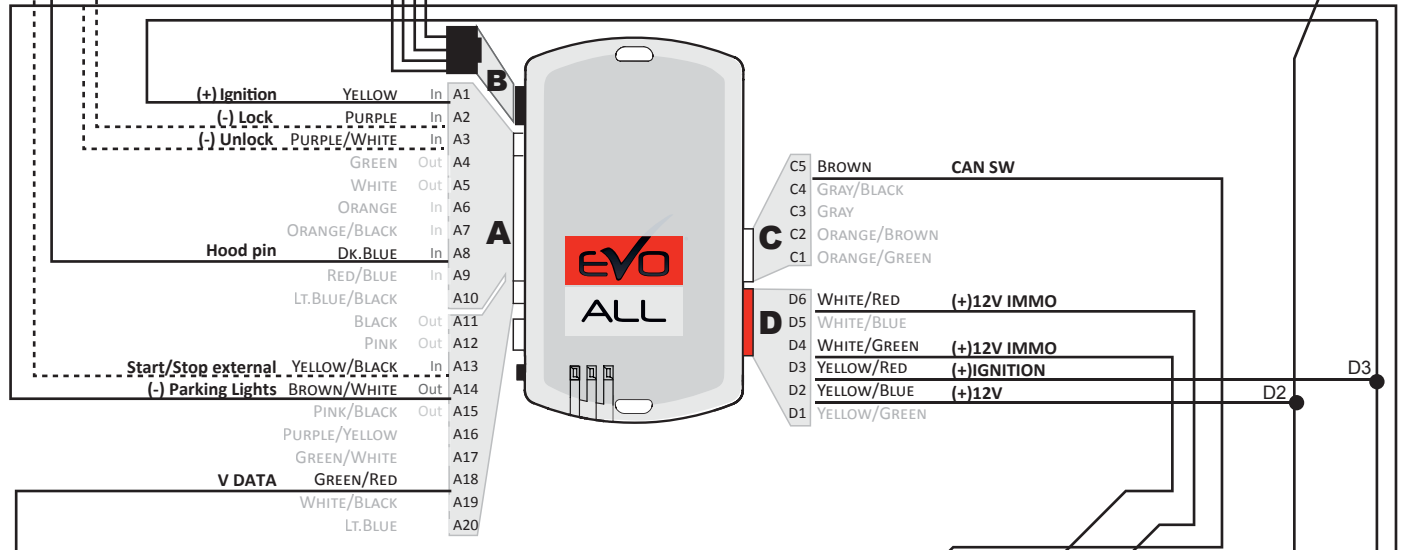 B
(+) Ignition YELLOW In A1
(-) Lock PURPLE In A2
(-) Unlock PURPLE/WHITE In A3
GREEN Out A4
WHITE Out A5
ORANGE In A6
ORANGE/BLACK In A7
A
Hood pin DK.BLUE In A8
RED/BLUE In A9
LT.BLUE/BLACK A10
BLACK Out A11
PINK Out A12
Start/Stop external YELLOW/BLACK In A13
(-) Parking Lights BROWN/WHITE Out A14
PINK/BLACK Out A15
PURPLE/YELLOW A16
GREEN/WHITE A17
V DATA GREEN/RED A18
WHITE/BLACK A19
LT.BLUE A20
EVO
ALL
C5 BROWN CAN SW
C4 GRAY/BLACK
C3 GRAY
C
C2 ORANGE/BROWN
C1 ORANGE/GREEN
D6 WHITE/RED (+)12V IMMO
D
D5 WHITE/BLUE
D4 WHITE/GREEN (+)12V IMMO
D3 YELLOW/RED (+)IGNITION D3
D2 YELLOW/BLUE (+)12V D2
D1 YELLOW/GREEN